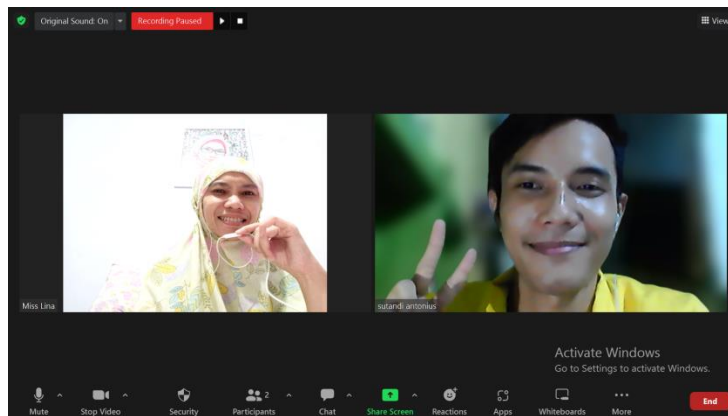 Original Sound: On
Recording Paused
View
Miss Lina
sutandi antonius
Activate Windows
Go to Settings to activate Windows.
2
Mute
Stop Video
Security
Participants
Chat
Share Screen
Reactions
Apps
Whiteboards
More
End